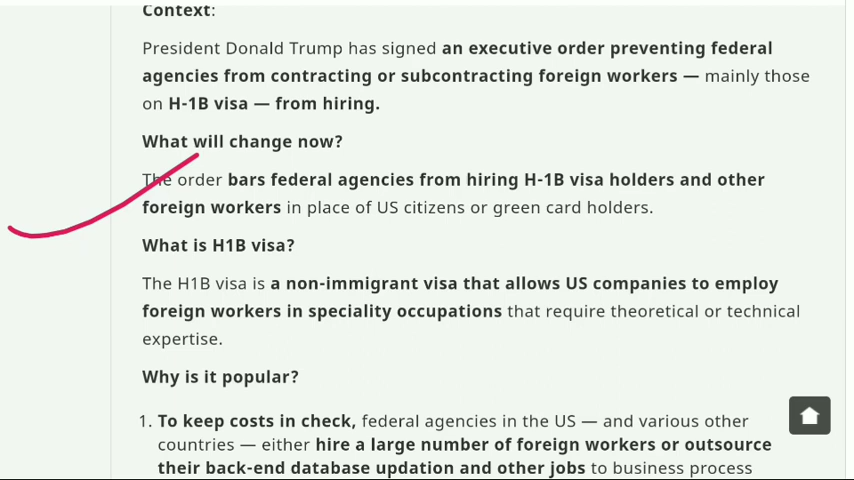 Context:
President Donald Trump has signed an executive order preventing federal
agencies from contracting or subcontracting foreign workers — mainly those
on H-1B visa — from hiring.
What will change now?
The order bars federal agencies from hiring H-1B visa holders and other
foreign workers in place of US citizens or green card holders.
What is H1B visa?
The H1B visa is a non-immigrant visa that allows US companies to employ
foreign workers in speciality occupations that require theoretical or technical
expertise.
Why is it popular?
1. To keep costs in check, federal agencies in the US — and various other
countries — either hire a large number of foreign workers or outsource
their back-end database updation and other jobs to business process